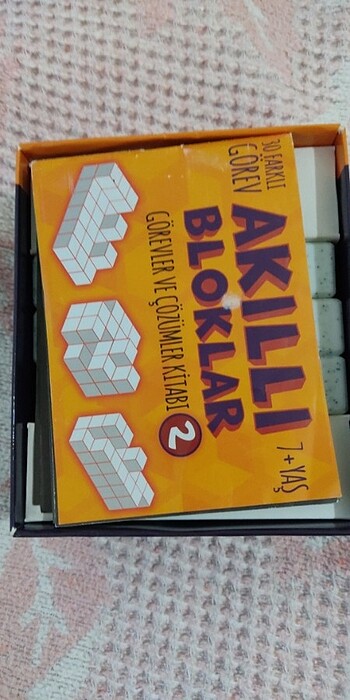 30 FARKLI
GÖREV
7+YAŞ
AKILLI
BLOKLAR
GÖREVLER VE ÇÖZÜMLER KİTABI 2